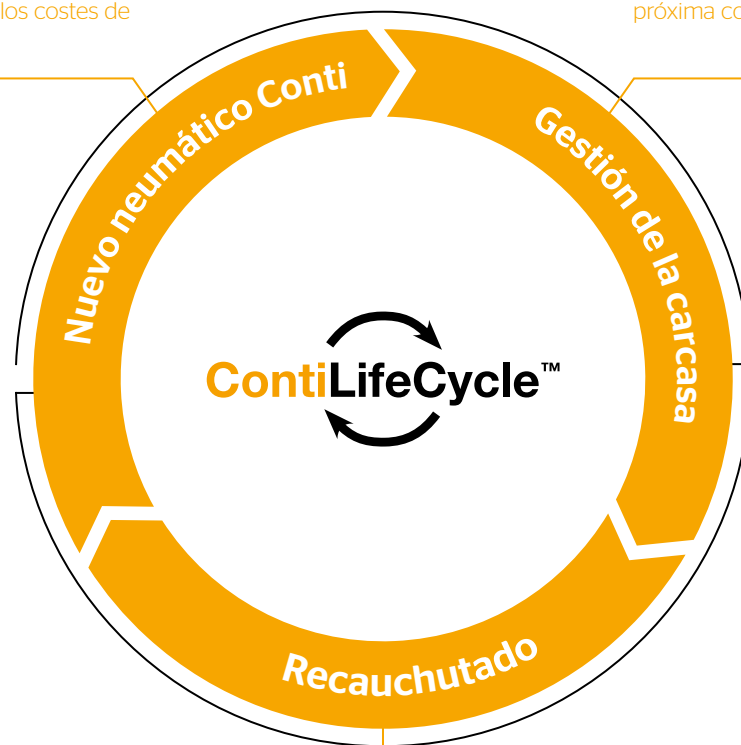 los costes de
próxima co
Nuevo neumático Conti
Gestión de la carcasa
ContiLifeCycle™
Recauchutado